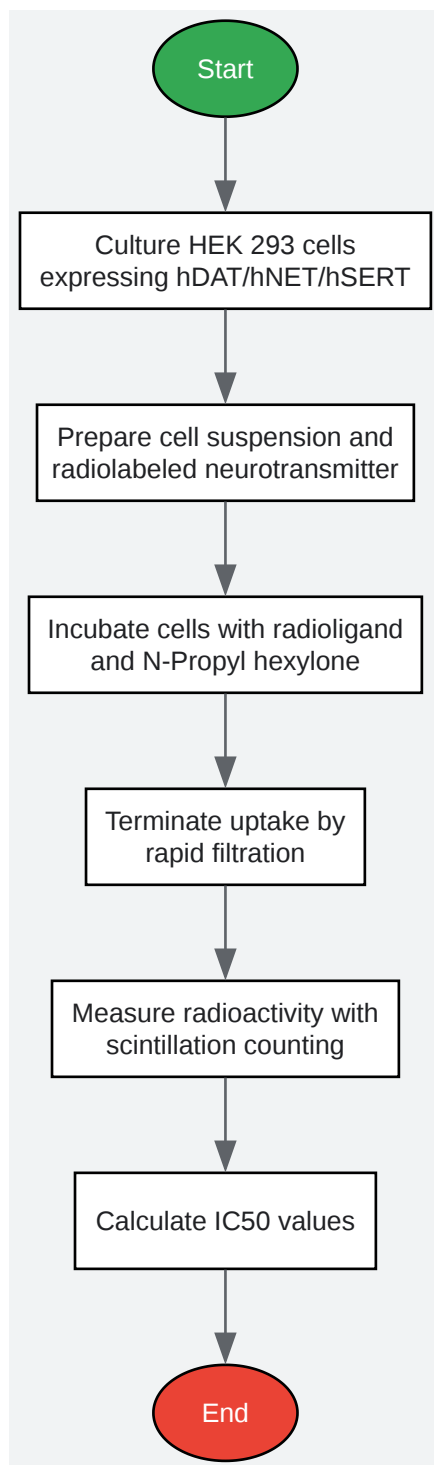 Start
Culture HEK 293 cells
expressing hDAT/hNET/hSERT
Prepare cell suspension and
radiolabeled neurotransmitter
Incubate cells with radioligand
and N-Propyl hexylone
Terminate uptake by
rapid filtration
Measure radioactivity with
scintillation counting
Calculate IC50 values
End